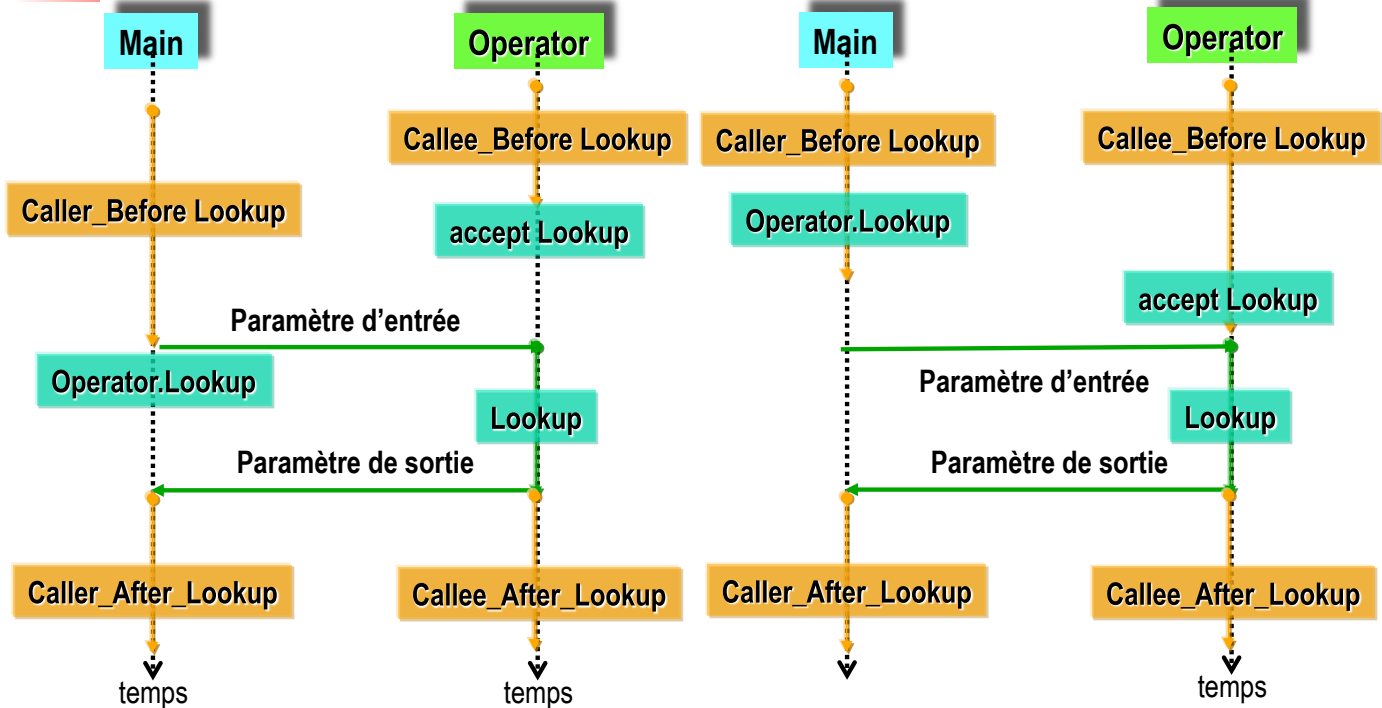 Main
Operator
Callee_Before Lookup
Caller_Before Lookup
accept Lookup
Paramètre d’entrée
Operator.Lookup
Lookup
Paramètre de sortie
Caller_After_Lookup
Callee_After_Lookup
temps
temps
Main
Operator
Caller_Before Lookup
Callee_Before Lookup
Operator.Lookup
accept Lookup
Paramètre d’entrée
Lookup
Paramètre de sortie
Caller_After_Lookup
Callee_After_Lookup
temps